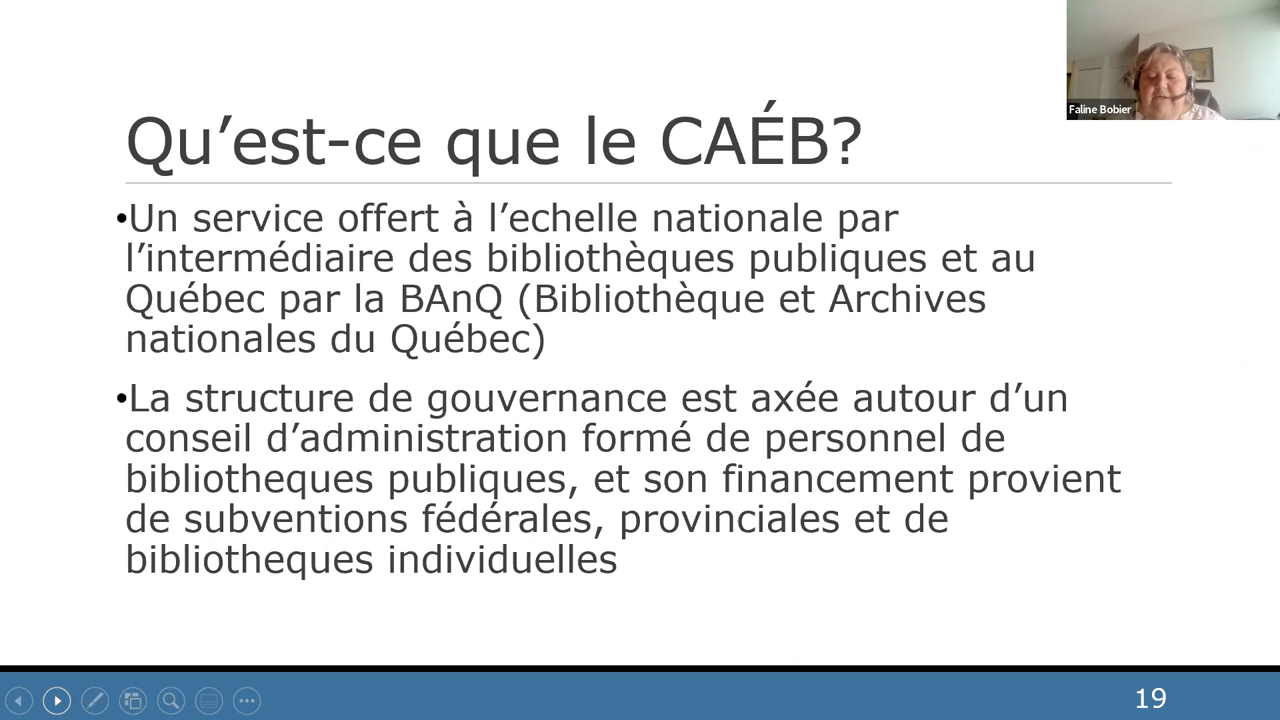 Faline Bobier
Qu’est-ce que le CAÉB?
•Un service offert à l’echelle nationale par
l’intermédiaire des bibliothèques publiques et au
Québec par la BAnQ (Bibliothèque et Archives
nationales du Québec)
•La structure de gouvernance est axée autour d’un
conseil d’administration formé de personnel de
bibliotheques publiques, et son financement provient
de subventions fédérales, provinciales et de
bibliotheques individuelles
19